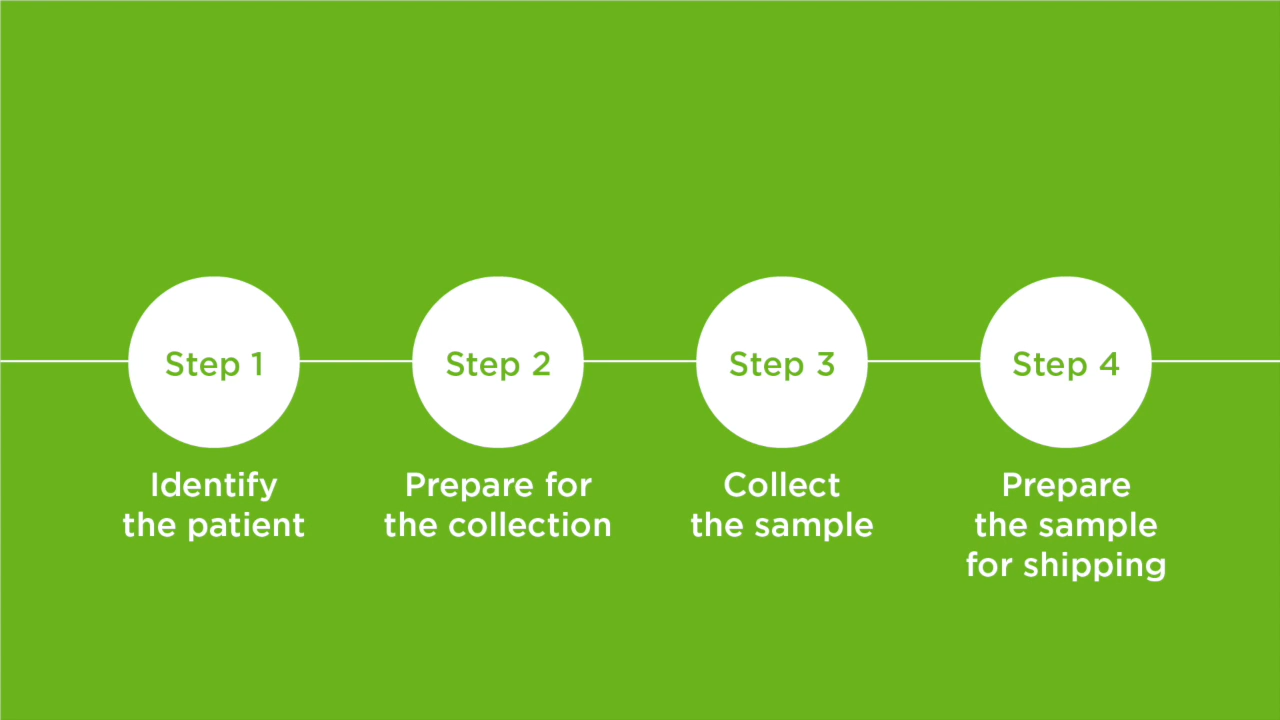 Step 1
Identify
the patient
Step 2
Prepare for
the collection
Step 3
Collect
the sample
Step 4
Prepare
the sample
for shipping